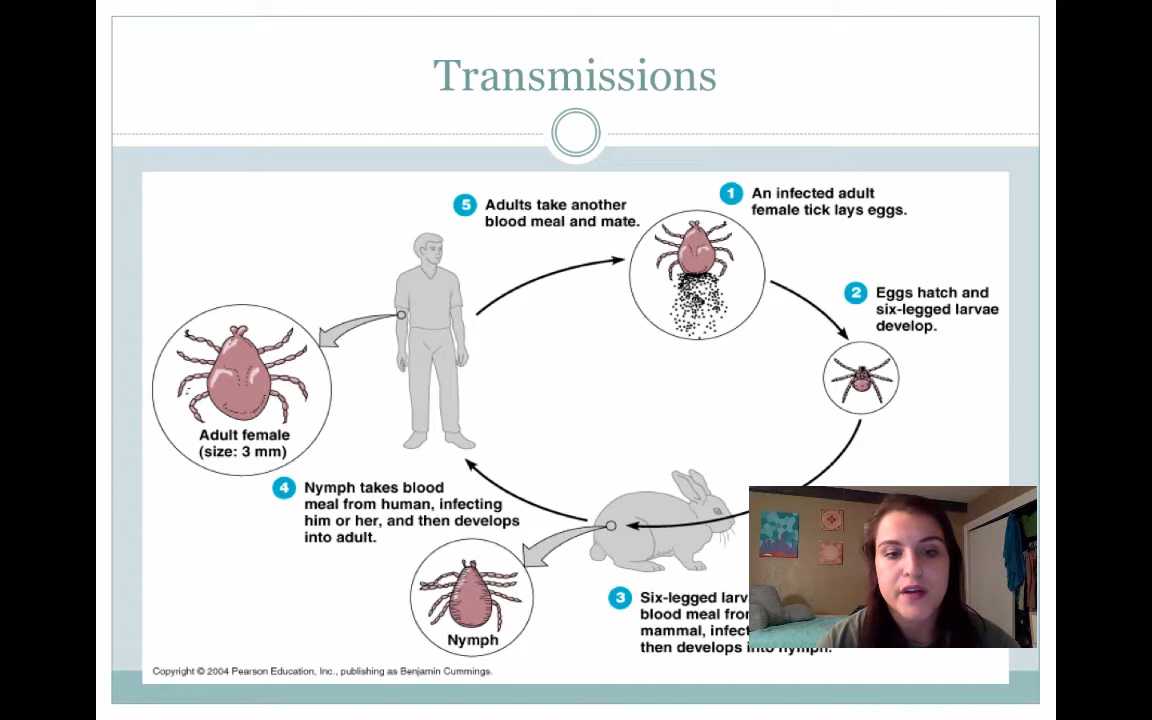 Transmissions
1 An infected adult
female tick lays eggs.
2 Eggs hatch and
six-legged larvae
develop.
3 Six-legged
blood meal
mammal,
then develops into nymph.
4 Nymph takes blood
meal from human, infecting
him or her, and then develops
into adult.
5 Adults take another
blood meal and mate.
Adult female
(size: 3 mm)
Nymph
Copyright © 2004 Pearson Education, Inc., publishing as Benjamin Cummings.